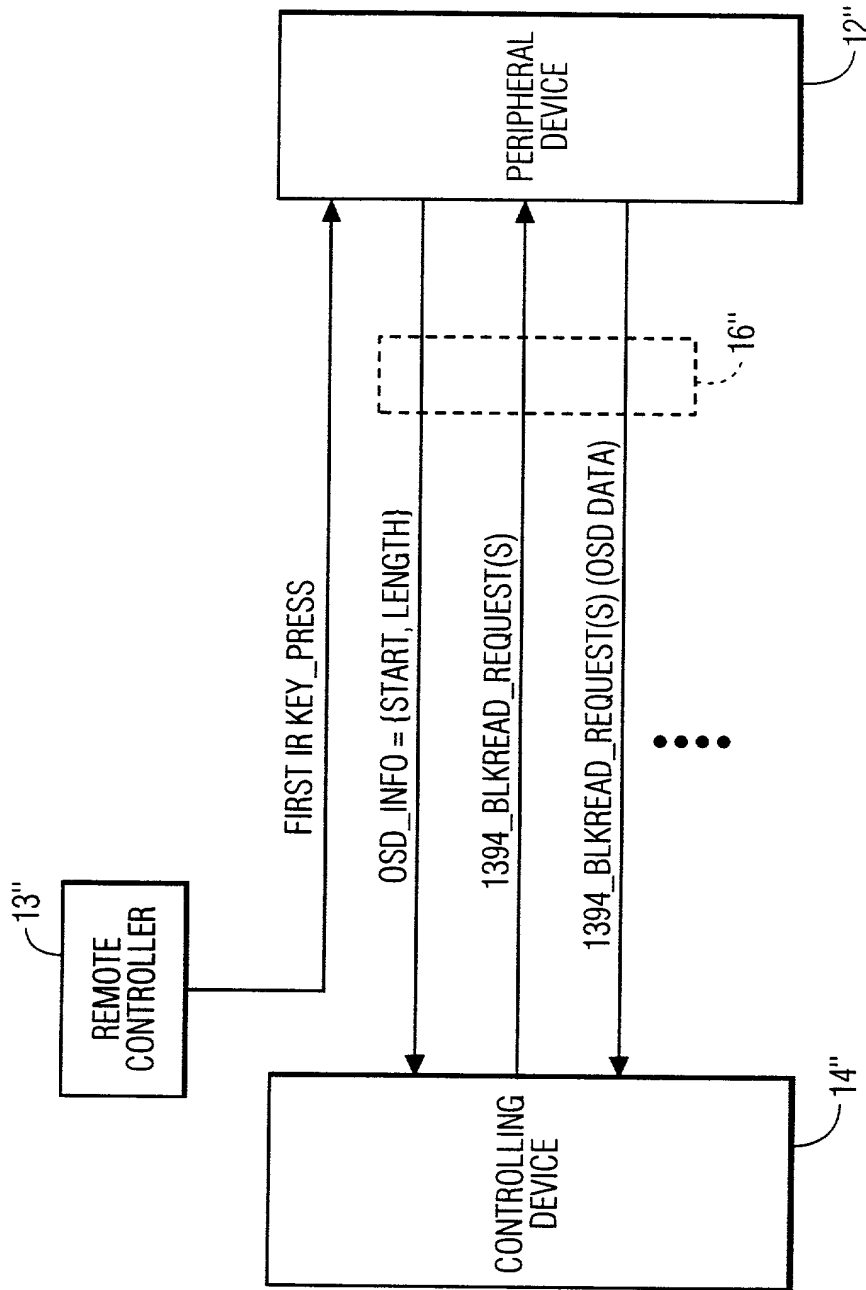 REMOTE
CONTROLLER
13"
FIRST IR KEY_PRESS
OSD_INFO = {START, LENGTH}
1394_BLKREAD_REQUEST(S)
1394_BLKREAD_REQUEST(S) (OSD DATA)
CONTROLLING
DEVICE
14"
16"
PERIPHERAL
DEVICE
12"